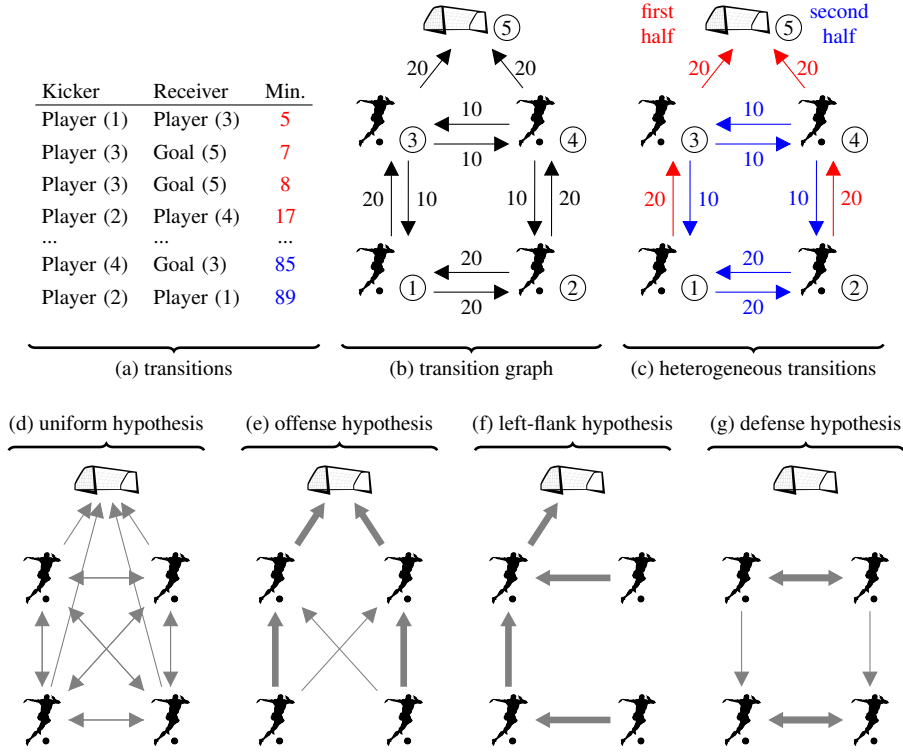 Kicker Receiver Min.
Player (1) Player (3) 5
Player (3) Goal (5) 7
Player (3) Goal (5) 8
Player (2) Player (4) 17
... ... ...
Player (4) Goal (3) 85
Player (2) Player (1) 89
(a) transitions
5
20 20
10
3 4
10
20 10 10 20
20
1 2
20
(b) transition graph
first half
second half
5
20 20
10
3 4
10
20 10 10 20
20
1 2
20
(c) heterogeneous transitions
(d) uniform hypothesis
(e) offense hypothesis
(f) left-flank hypothesis
(g) defense hypothesis